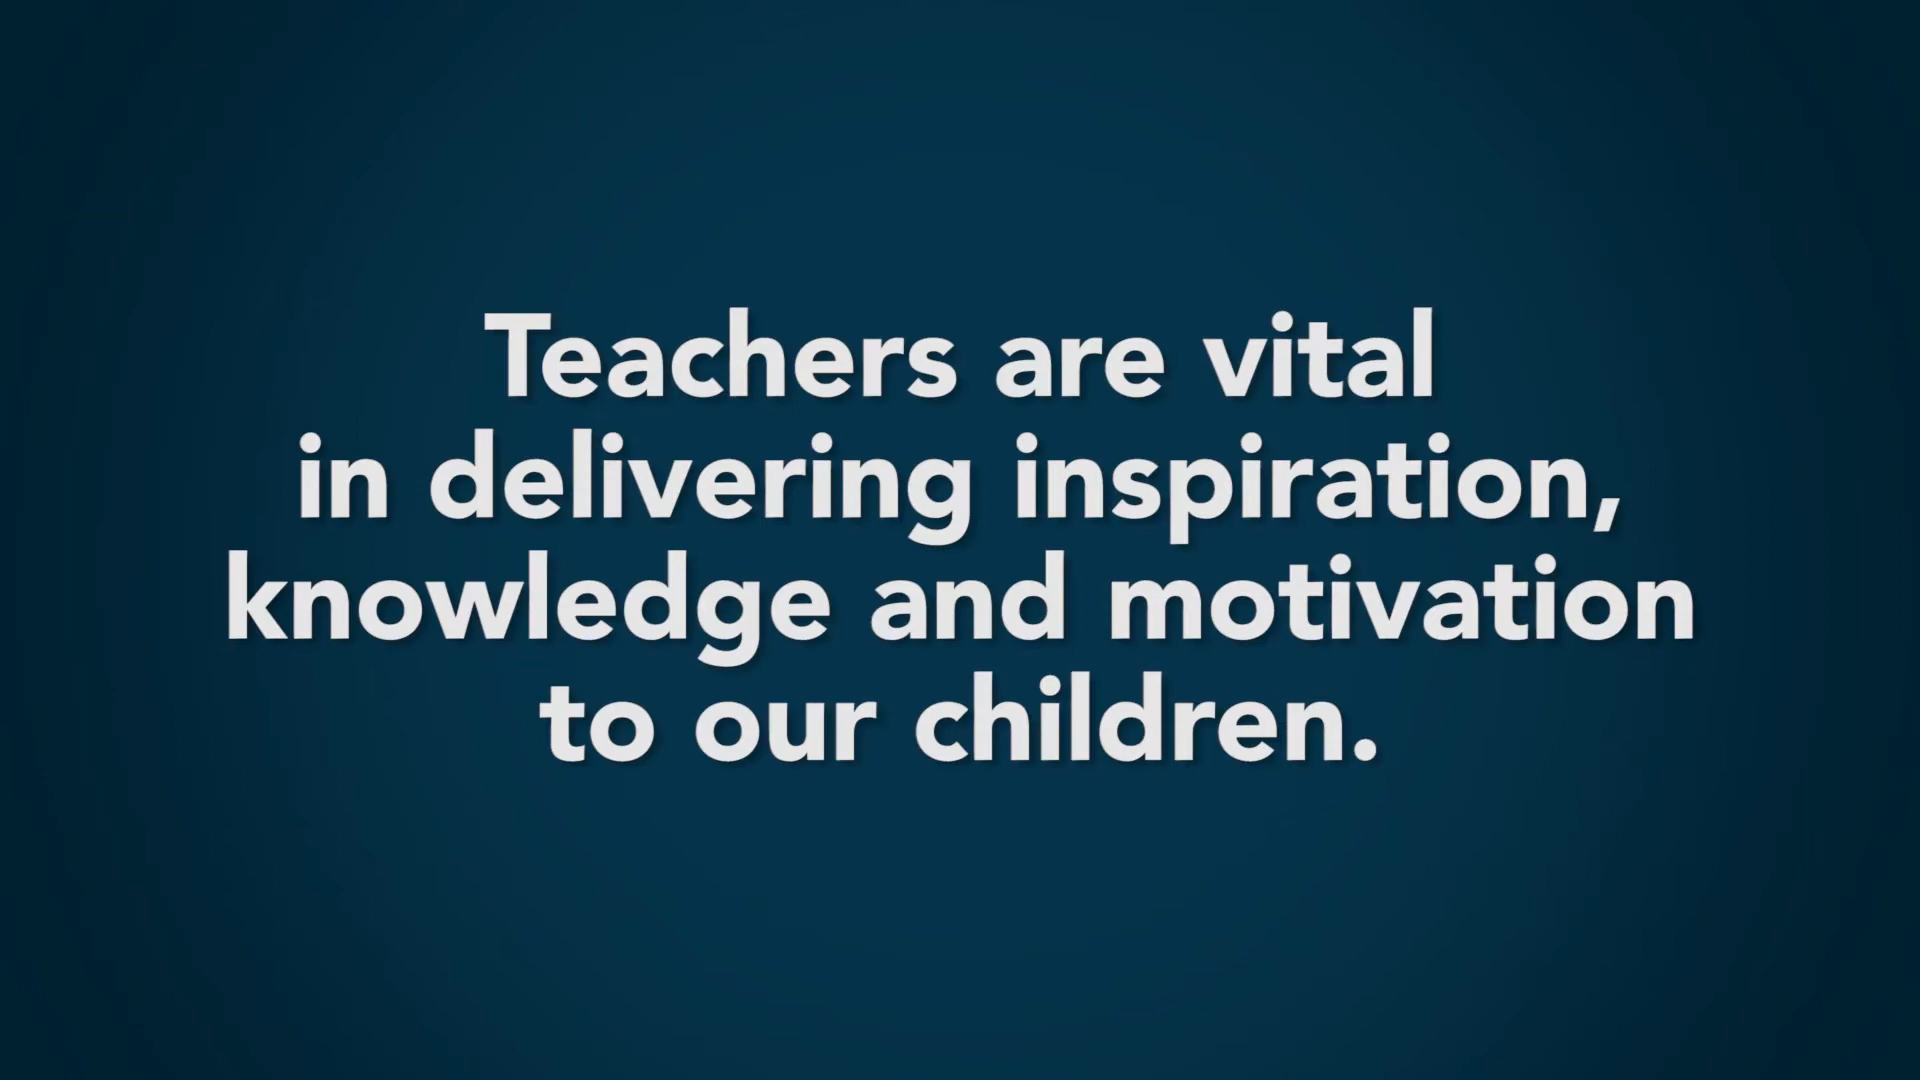 Teachers are vital
in delivering inspiration,
knowledge and motivation
to our children.